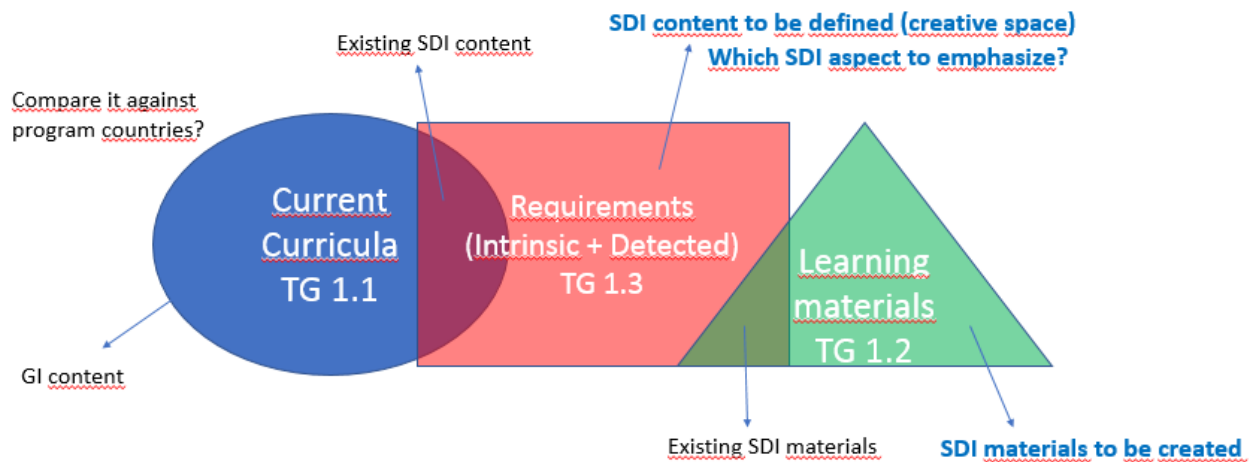 SDI content to be defined (creative space)
Which SDI aspect to emphasize?
Existing SDI content
Compare it against
program countries?
Current
Curricula
TG 1.1
Requirements
(Intrinsic + Detected)
TG 1.3
Learning
materials
TG 1.2
GI content
Existing SDI materials
SDI materials to be created